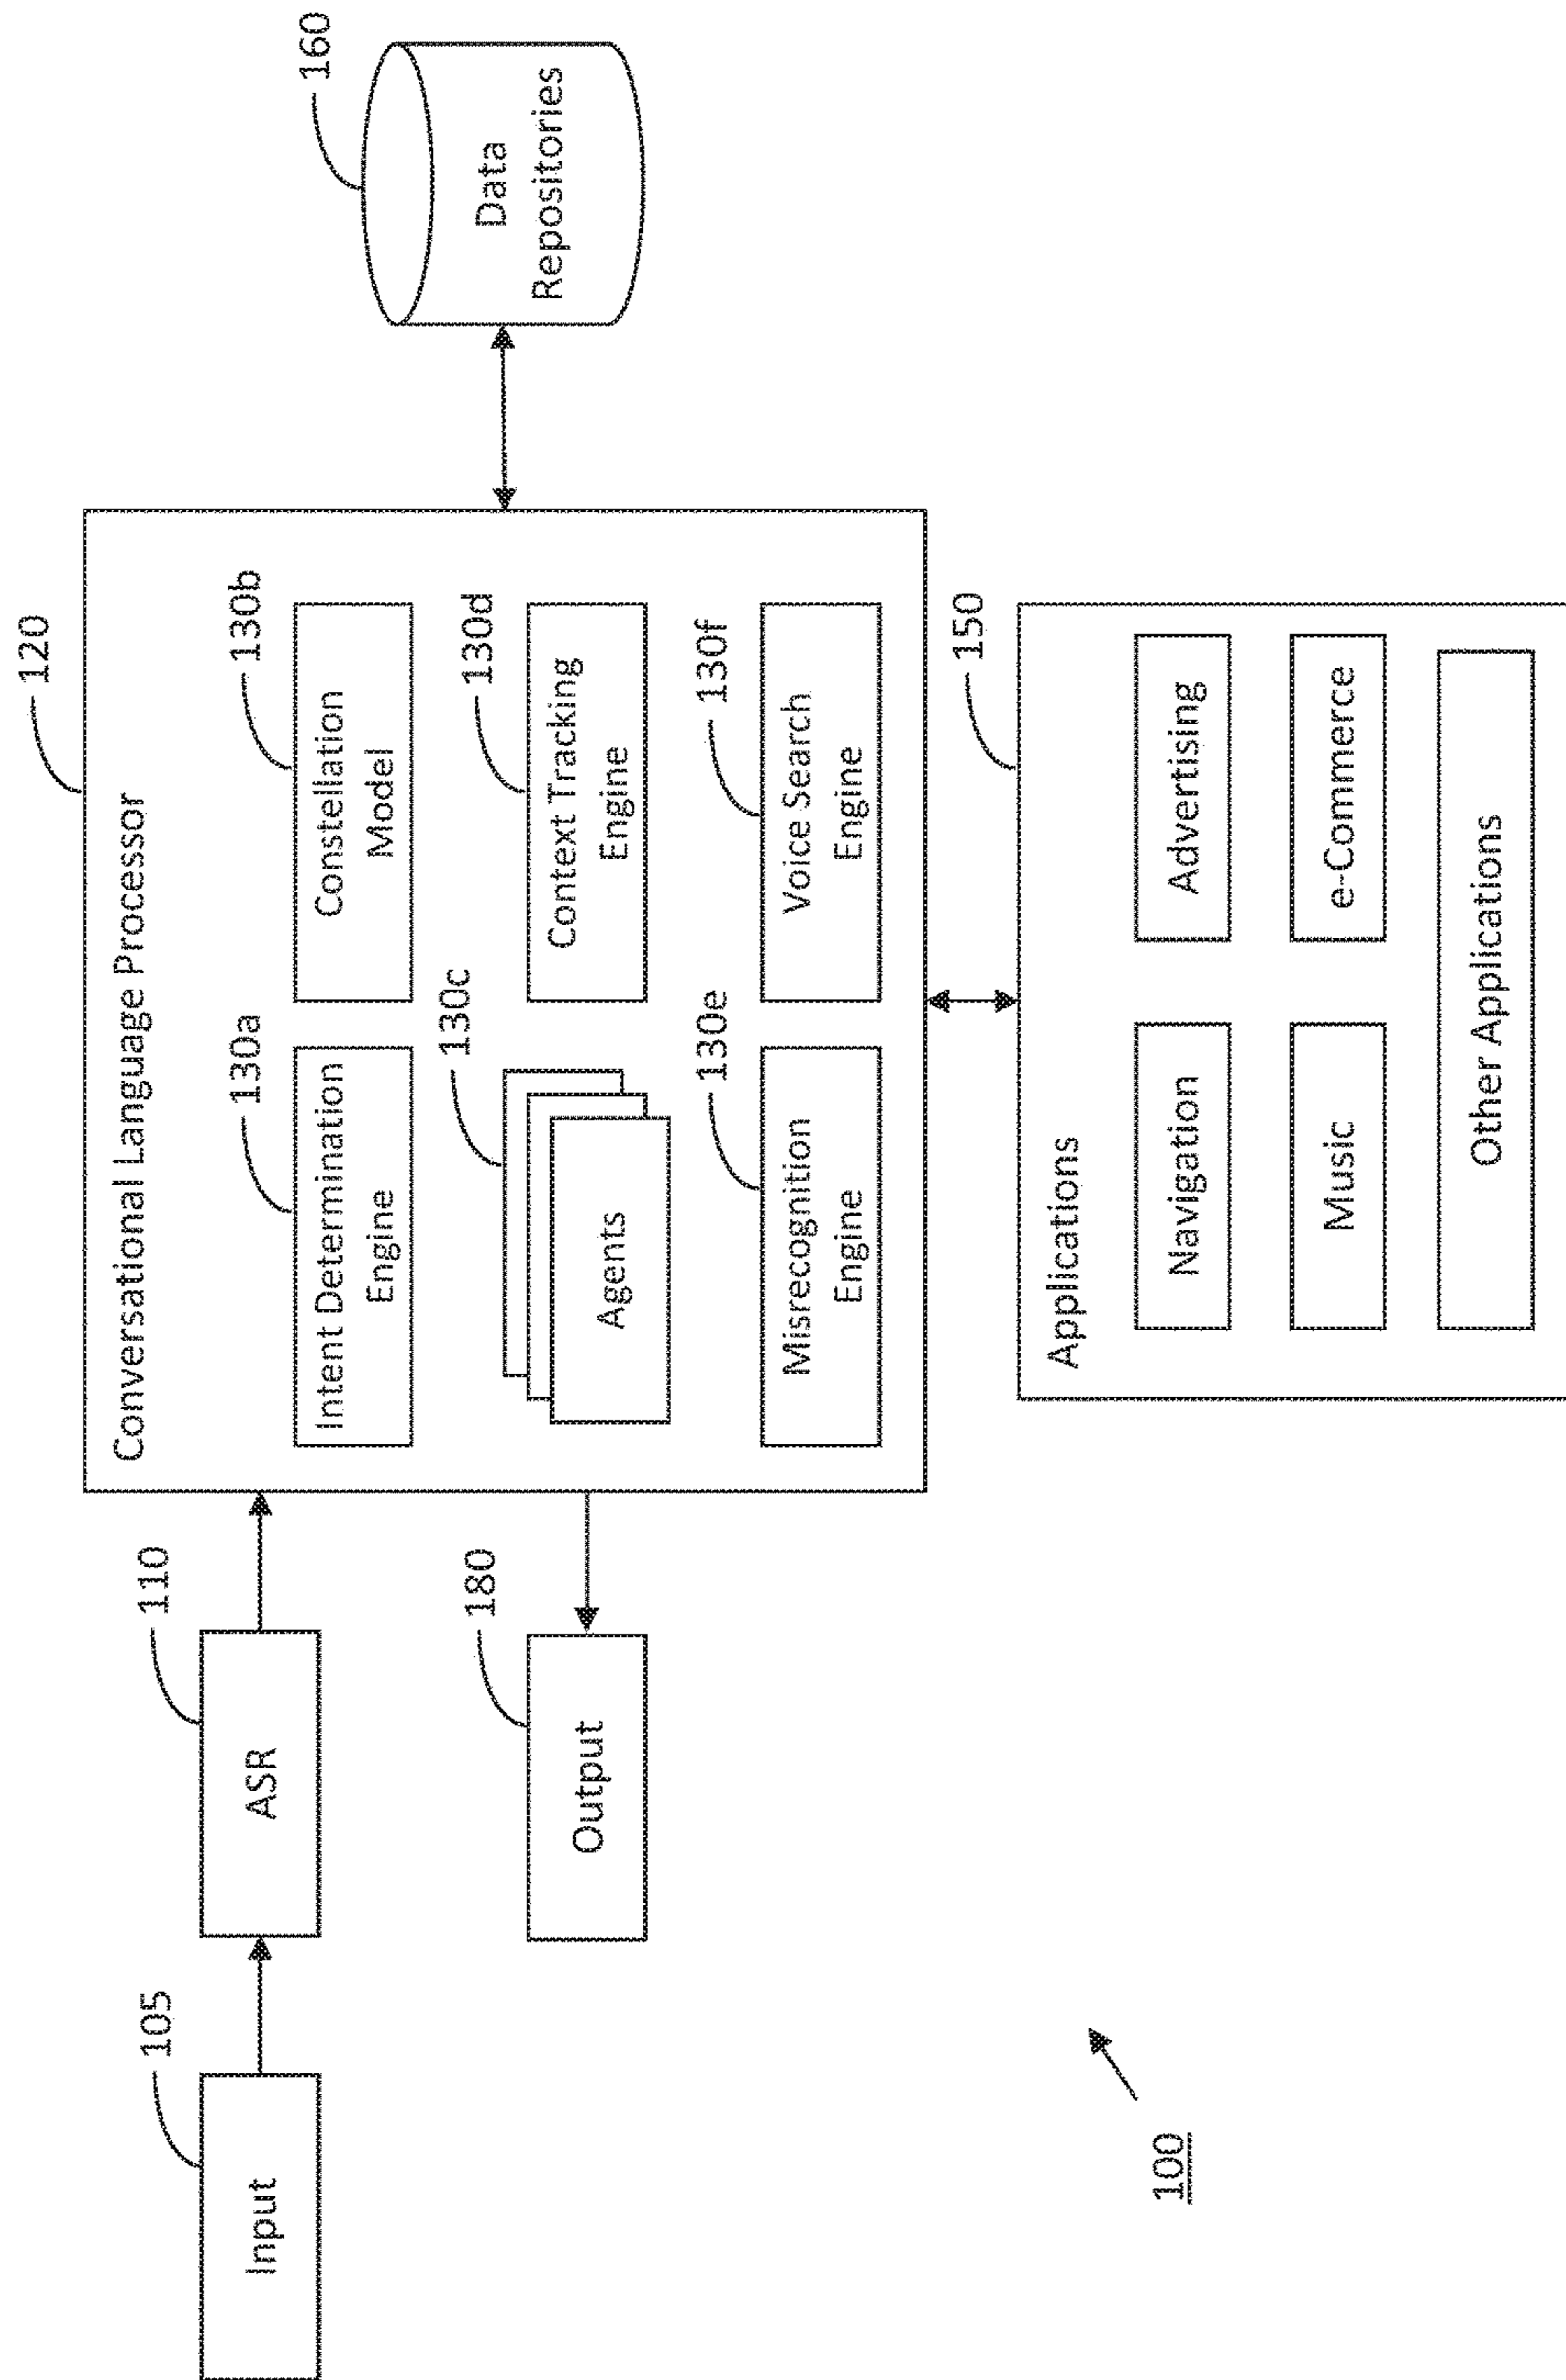 120
160
Conversational Language Processor
105
110
130a
130b
Input
ASR
Intent Determination
Engine
Constellation
Model
Data
Repositories
180
130c
130d
Output
Agents
Context Tracking
Engine
130e
130f
Misrecognition
Engine
Voice Search
Engine
150
Applications
Navigation
Advertising
100
Music
e-Commerce
Other Applications